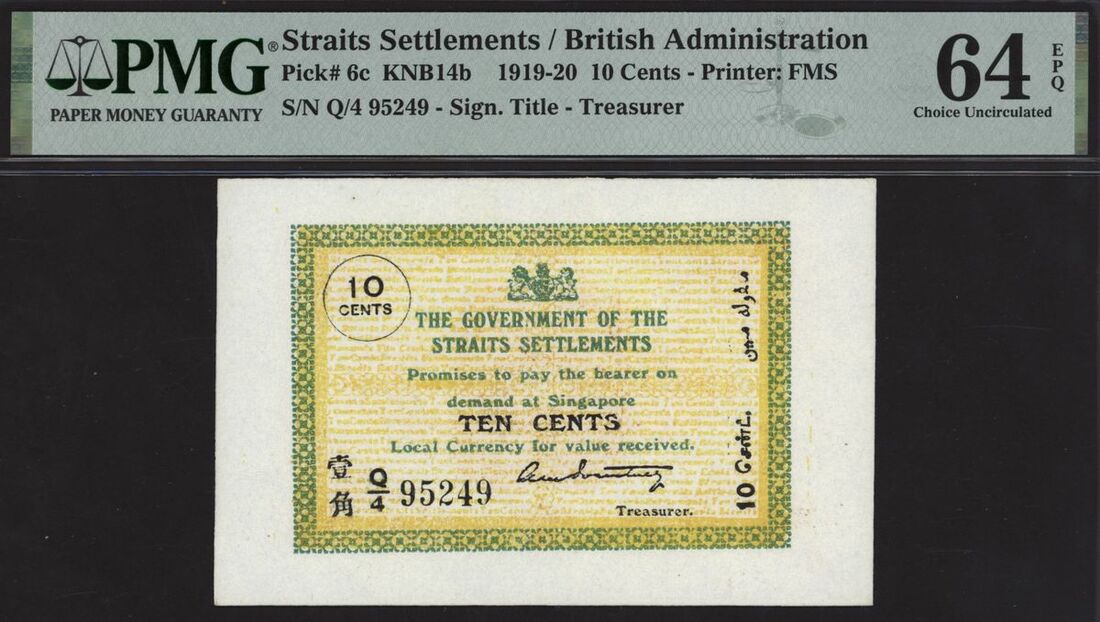 PMG®
PAPER MONEY GUARANTY
Straits Settlements / British Administration
Pick# 6c KNB14b 1919-20 10 Cents - Printer: FMS
S/N Q/4 95249 - Sign. Title - Treasurer
64 EPQ
Choice Uncirculated
10
CENTS
THE GOVERNMENT OF THE
STRAITS SETTLEMENTS
Promises to pay the bearer on
demand at Singapore
TEN CENTS
Local Currency for value received.
壹角
Q/4 95249
Treasurer.
10 சென்ட்.